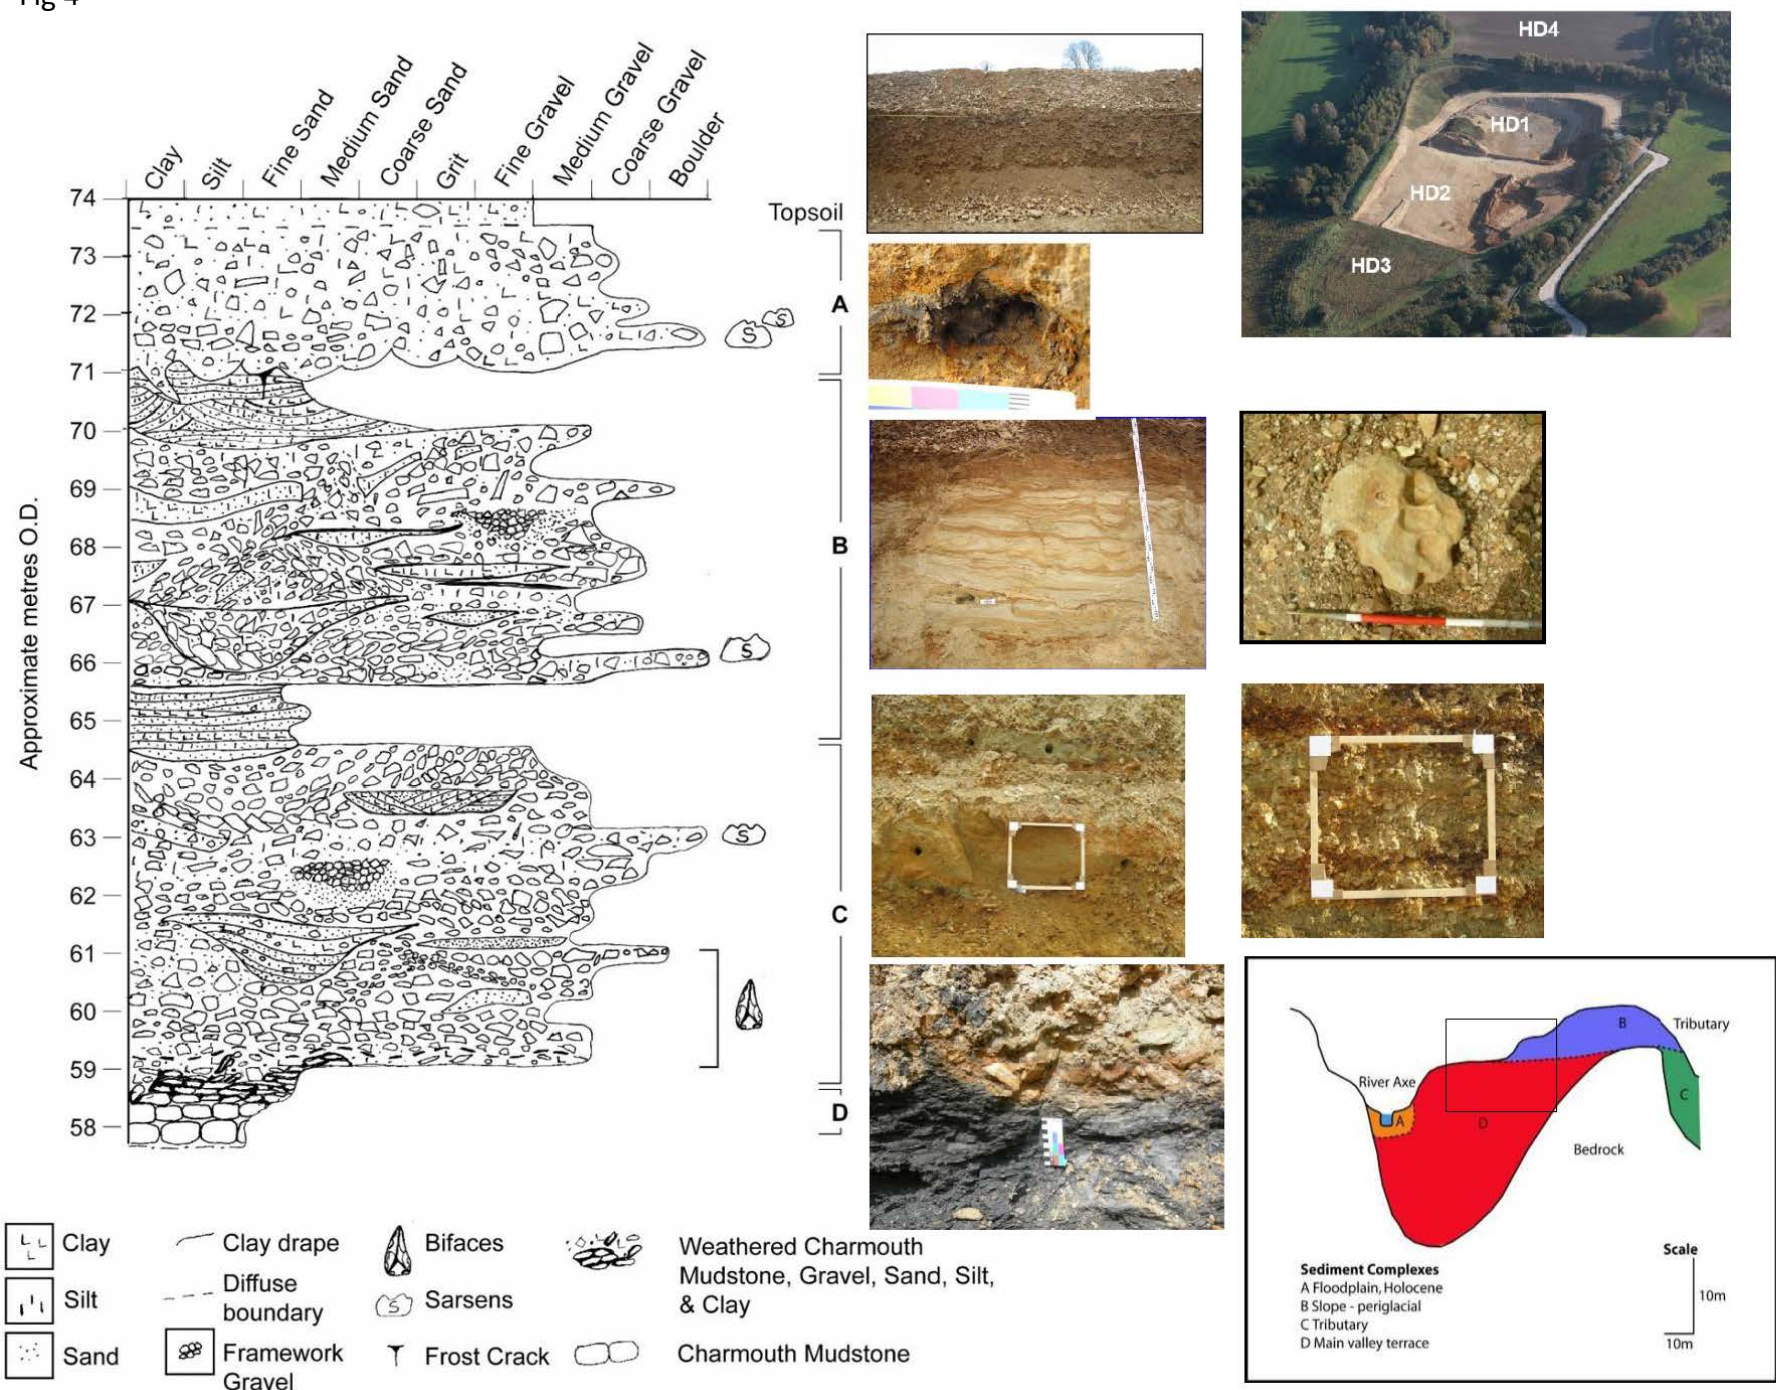 Fig 4
Clay
Silt
Fine Sand
Medium Sand
Coarse Sand
Grit
Fine Gravel
Medium Gravel
Coarse Gravel
Boulder
Approximate metres O.D.
74
73
72
71
70
69
68
67
66
65
64
63
62
61
60
59
58
Topsoil
A
B
C
D
S
S
S
S
HD4
HD1
HD2
HD3
B
Tributary
River Axe
A
C
D
Bedrock
Scale
10m
10m
Sediment Complexes
A Floodplain, Holocene
B Slope - periglacial
C Tributary
D Main valley terrace
Clay
Silt
Sand
Clay drape
Diffuse
boundary
Framework
Gravel
Bifaces
S
Sarsens
Frost Crack
Weathered Charmouth
Mudstone, Gravel, Sand, Silt,
& Clay
Charmouth Mudstone